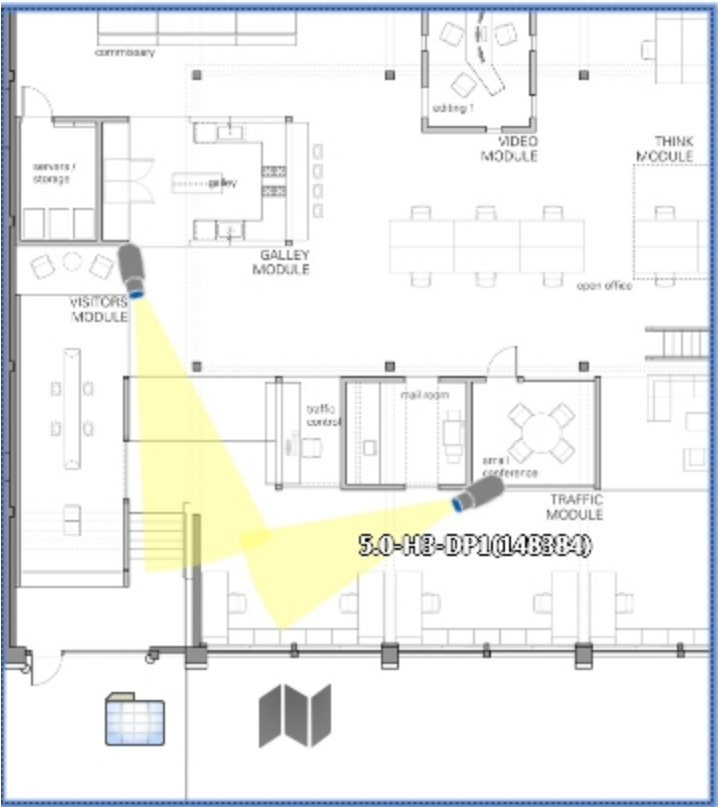 commissary
editing 1
VIDEO
MODULE
THINK
MODULE
servers /
storage
galley
GALLEY
MODULE
open office
VISITORS
MODULE
traffic
control
mail room
small
conference
TRAFFIC
MODULE
5.0-H3-DP1(148384)